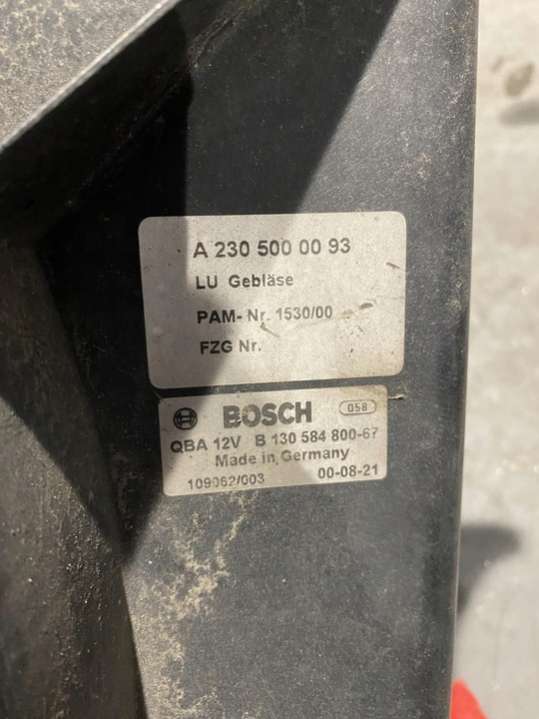 A 230 500 00 93
LU Gebläse
PAM- Nr. 1530/00
FZG Nr.
BOSCH 058
QBA 12V B 130 584 800-67
Made in Germany
109062/003 00-08-21